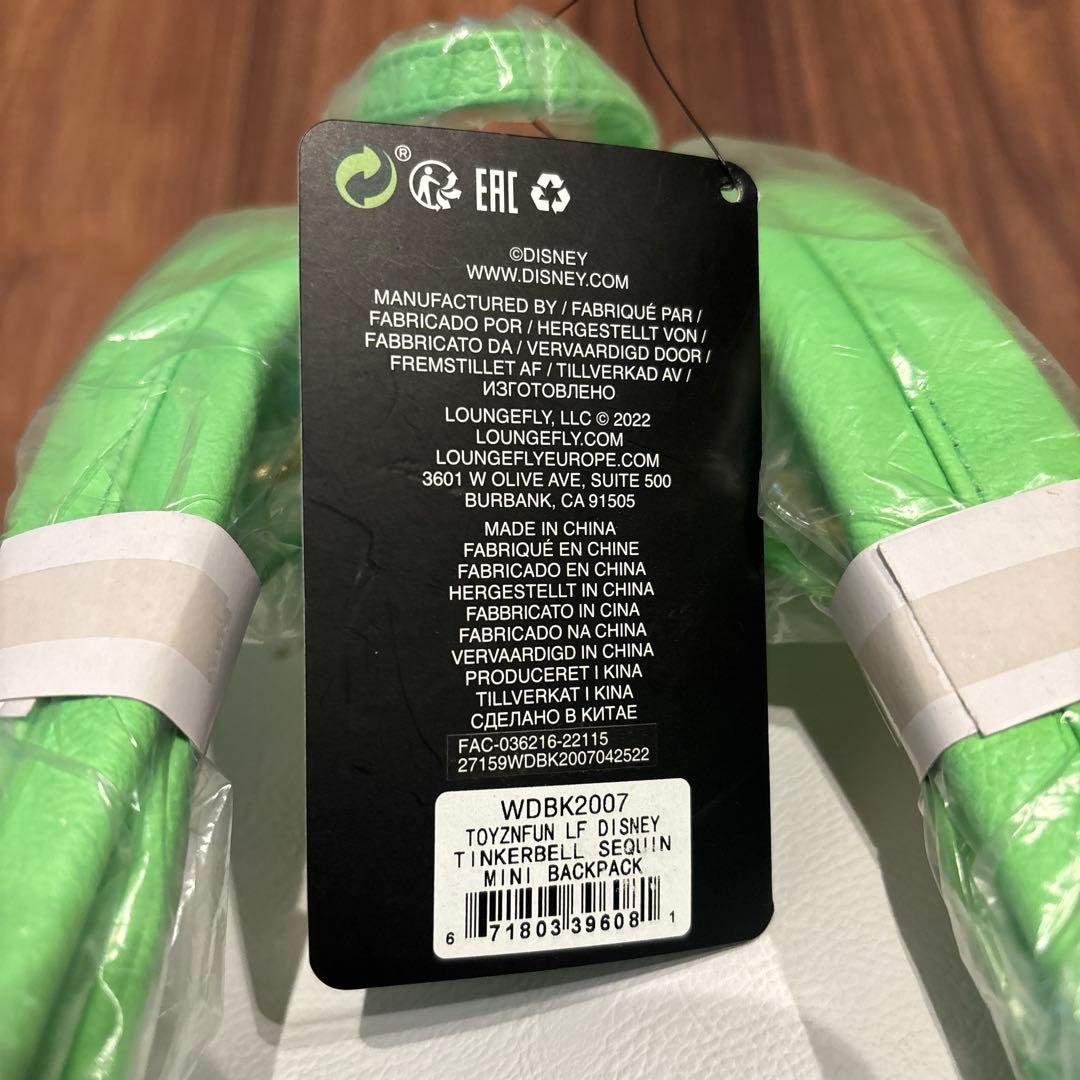 ®
EAC
©DISNEY
WWW.DISNEY.COM
MANUFACTURED BY / FABRIQUÉ PAR /
FABRICADO POR / HERGESTELLT VON /
FABBRICATO DA / VERVAARDIGD DOOR /
FREMSTILLET AF / TILLVERKAD AV /
ИЗГОТОВЛЕНО
LOUNGEFLY, LLC © 2022
LOUNGEFLY.COM
LOUNGEFLYEUROPE.COM
3601 W OLIVE AVE, SUITE 500
BURBANK, CA 91505
MADE IN CHINA
FABRIQUÉ EN CHINE
FABRICADO EN CHINA
HERGESTELLT IN CHINA
FABBRICATO IN CINA
FABRICADO NA CHINA
VERVAARDIGD IN CHINA
PRODUCERET I KINA
TILLVERKAT I KINA
СДЕЛАНО В КИТАЕ
FAC-036216-22115
27159WDBK2007042522
WDBK2007
TOYZNFUN LF DISNEY
TINKERBELL SEQUIN
MINI BACKPACK
6 71803 39608 1